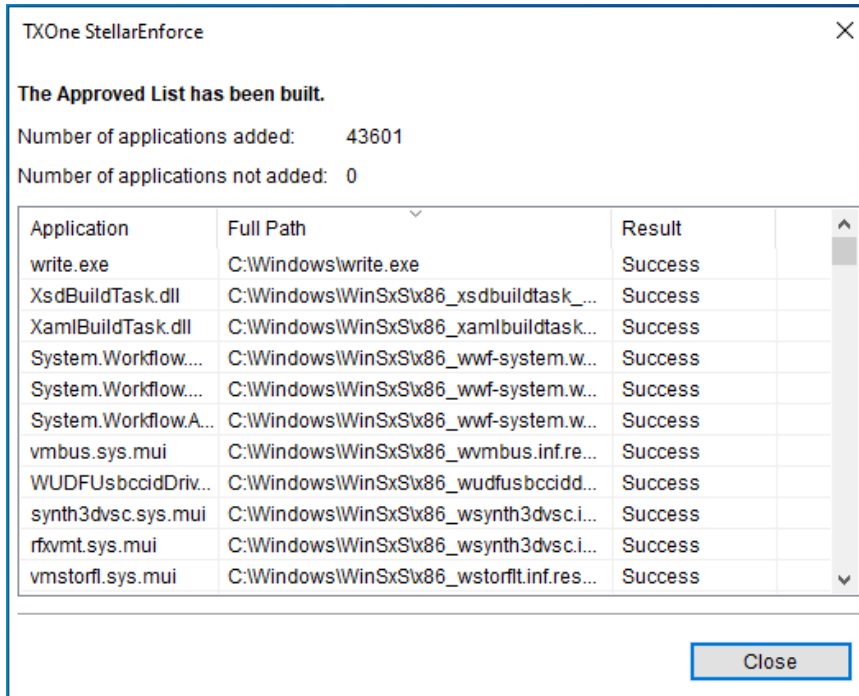 TXOne StellarEnforce
The Approved List has been built.
Number of applications added: 43601
Number of applications not added: 0
Application Full Path Result
write.exe C:\Windows\write.exe Success
XsdBuildTask.dll C:\Windows\WinSxS\x86_xsdbuildtask_... Success
XamlBuildTask.dll C:\Windows\WinSxS\x86_xamlbuildtask... Success
System.Workflow.... C:\Windows\WinSxS\x86_wwf-system.w... Success
System.Workflow.... C:\Windows\WinSxS\x86_wwf-system.w... Success
System.Workflow.A... C:\Windows\WinSxS\x86_wwf-system.w... Success
vmbus.sys.mui C:\Windows\WinSxS\x86_wvmbus.inf.re... Success
WUDFUsbccidDriv... C:\Windows\WinSxS\x86_wudfusbccidd... Success
synth3dvsc.sys.mui C:\Windows\WinSxS\x86_wsynth3dvsc.i... Success
rfxvmt.sys.mui C:\Windows\WinSxS\x86_wsynth3dvsc.i... Success
vmstorfl.sys.mui C:\Windows\WinSxS\x86_wstorflt.inf.res... Success
Close